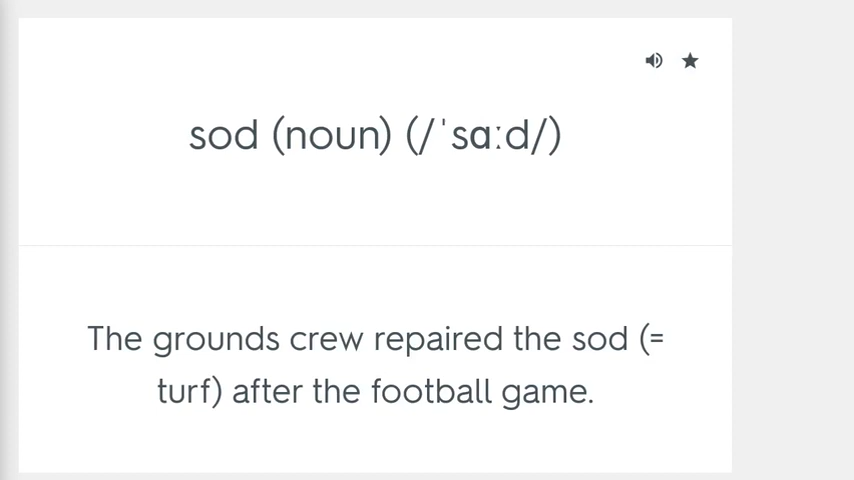 sod (noun) (/ˈsɑːd/)
The grounds crew repaired the sod (=
turf) after the football game.